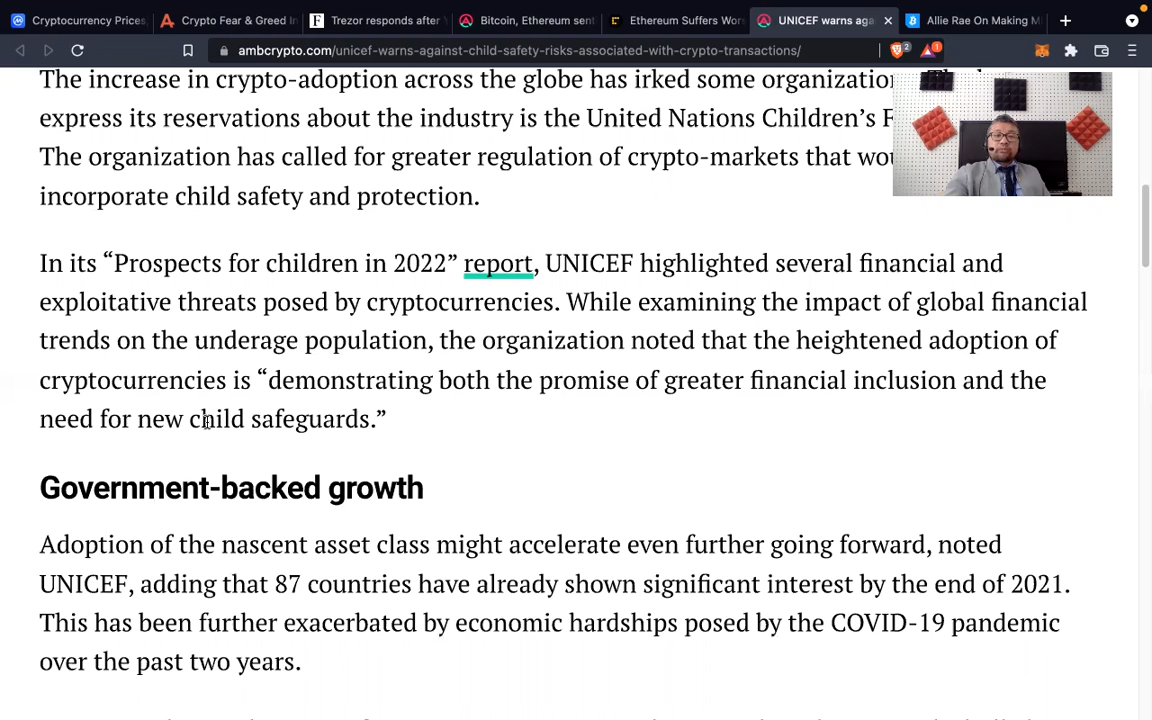 Cryptocurrency Prices,
Crypto Fear & Greed In
Trezor responds after
Bitcoin, Ethereum sent
Ethereum Suffers Wor
UNICEF warns aga
Allie Rae On Making M
ambcrypto.com/unicef-warns-against-child-safety-risks-associated-with-crypto-transactions/
2
1
The increase in crypto-adoption across the globe has irked some
express its reservations about the industry is the United Nations Children's F
The organization has called for greater regulation of crypto-markets that
incorporate child safety and protection.
In its “Prospects for children in 2022” report, UNICEF highlighted several financial and
exploitative threats posed by cryptocurrencies. While examining the impact of global financial
trends on the underage population, the organization noted that the heightened adoption of
cryptocurrencies is “demonstrating both the promise of greater financial inclusion and the
need for new child safeguards.”
Government-backed growth
Adoption of the nascent asset class might accelerate even further going forward, noted
UNICEF, adding that 87 countries have already shown significant interest by the end of 2021.
This has been further exacerbated by economic hardships posed by the COVID-19 pandemic
over the past two years.